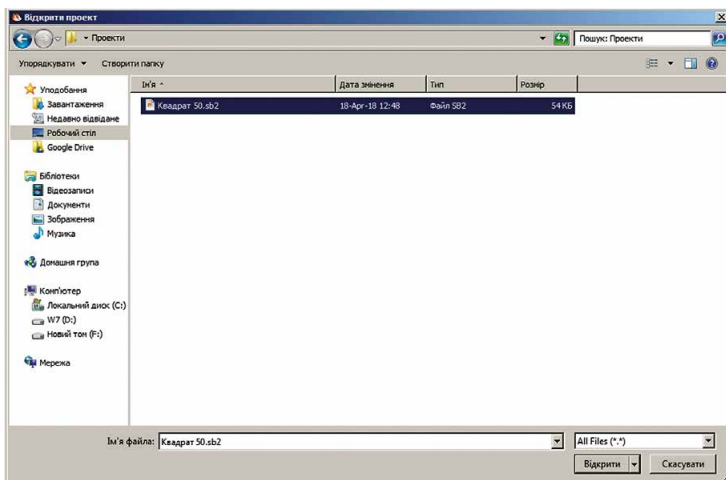 Відкрити проект
Проекти
Пошук: Проекти
Упорядкувати Створити папку
Ім'я Дата змінення Тип Розмір
Квадрат 50.sb2 18-Apr-18 12:48 Файл SB2 54 КБ
Уподобання
Завантаження
Недавно відвідане
Робочий стіл
Google Drive
Бібліотеки
Відеозаписи
Документи
Зображення
Музика
Домашня група
Комп'ютер
Локальний диск (C:)
W7 (D:)
Новий том (F:)
Мережа
Ім'я файла: Квадрат 50.sb2 All Files (*.*)
Відкрити Скасувати